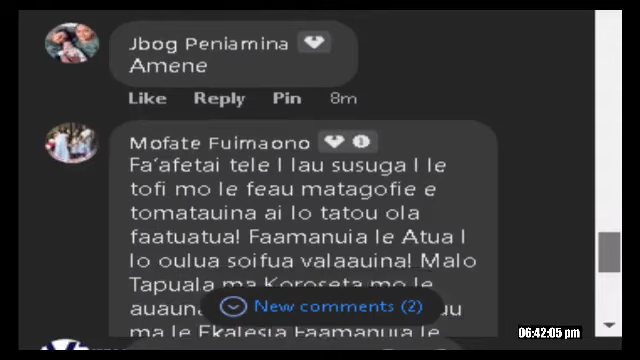 Jbog Peniamina
Amene
Like Reply Pin 8m
Mofate Fuimaono
Fa'afetai tele I lau susuga I le
tofi mo le feau matagofie e
tomatauina ai lo tatou ola
faatuatua! Faamanuia le Atua I
lo oulua soifua valaauina! Malo
Tapuala ma Koroseta mo le
auauna
New comments (2)
ma le Ekalesia Faamanuia le
06:42:05 pm